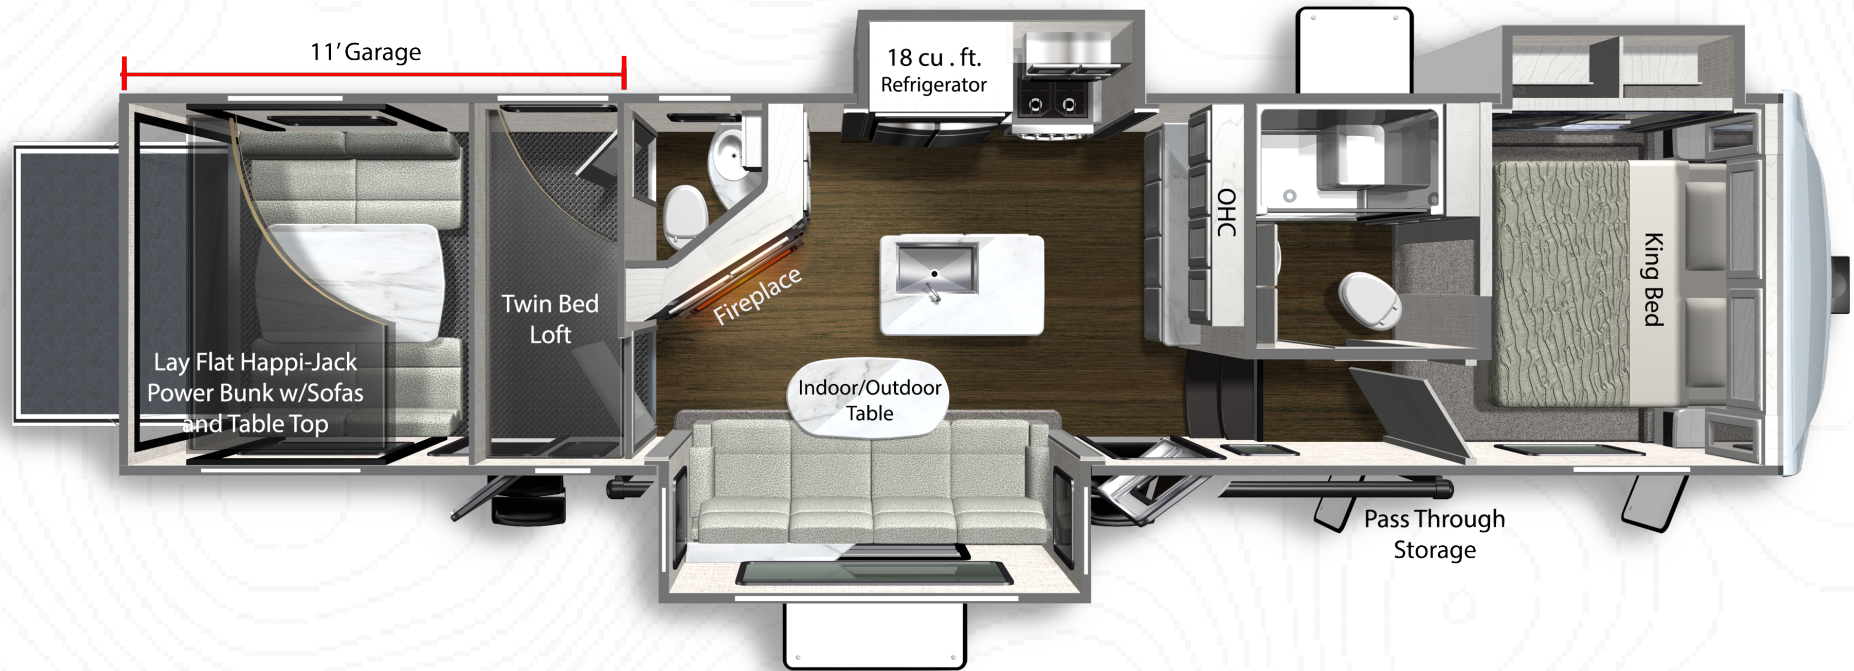 11' Garage
18 cu . ft.
Refrigerator
OHC
King Bed
Fireplace
Twin Bed
Loft
Lay Flat Happi-Jack
Power Bunk w/Sofas
and Table Top
Indoor/Outdoor
Table
Pass Through
Storage